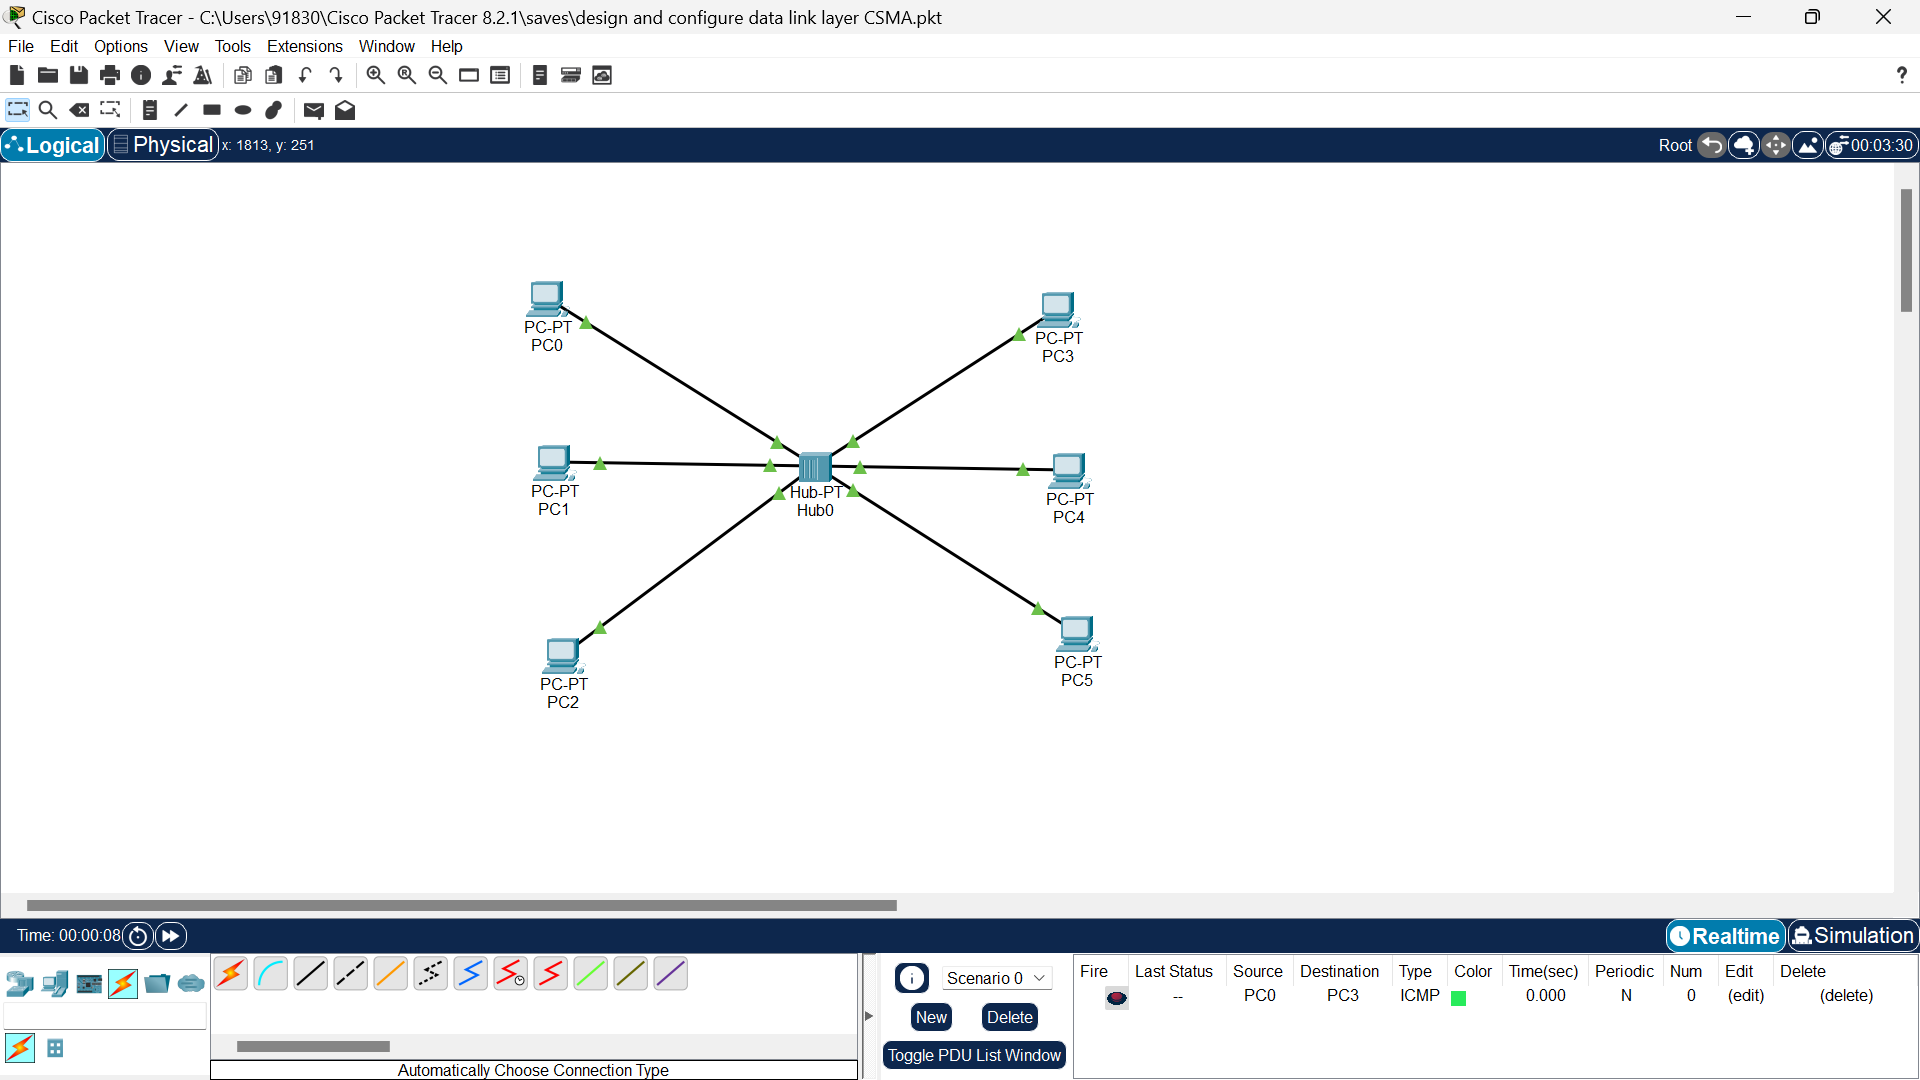 Cisco Packet Tracer - C:\Users\91830\Cisco Packet Tracer 8.2.1\saves\design and configure data link layer CSMA.pkt
File Edit Options View Tools Extensions Window Help
?
Logical Physical x: 1813, y: 251 Root 00:03:30
PC-PT
PC0
PC-PT
PC3
PC-PT
PC1
Hub-PT
Hub0
PC-PT
PC4
PC-PT
PC2
PC-PT
PC5
Time: 00:00:08 Realtime Simulation
Scenario 0
New Delete
Toggle PDU List Window
Fire Last Status Source Destination Type Color Time(sec) Periodic Num Edit Delete
-- PC0 PC3 ICMP 0.000 N 0 (edit) (delete)
Automatically Choose Connection Type